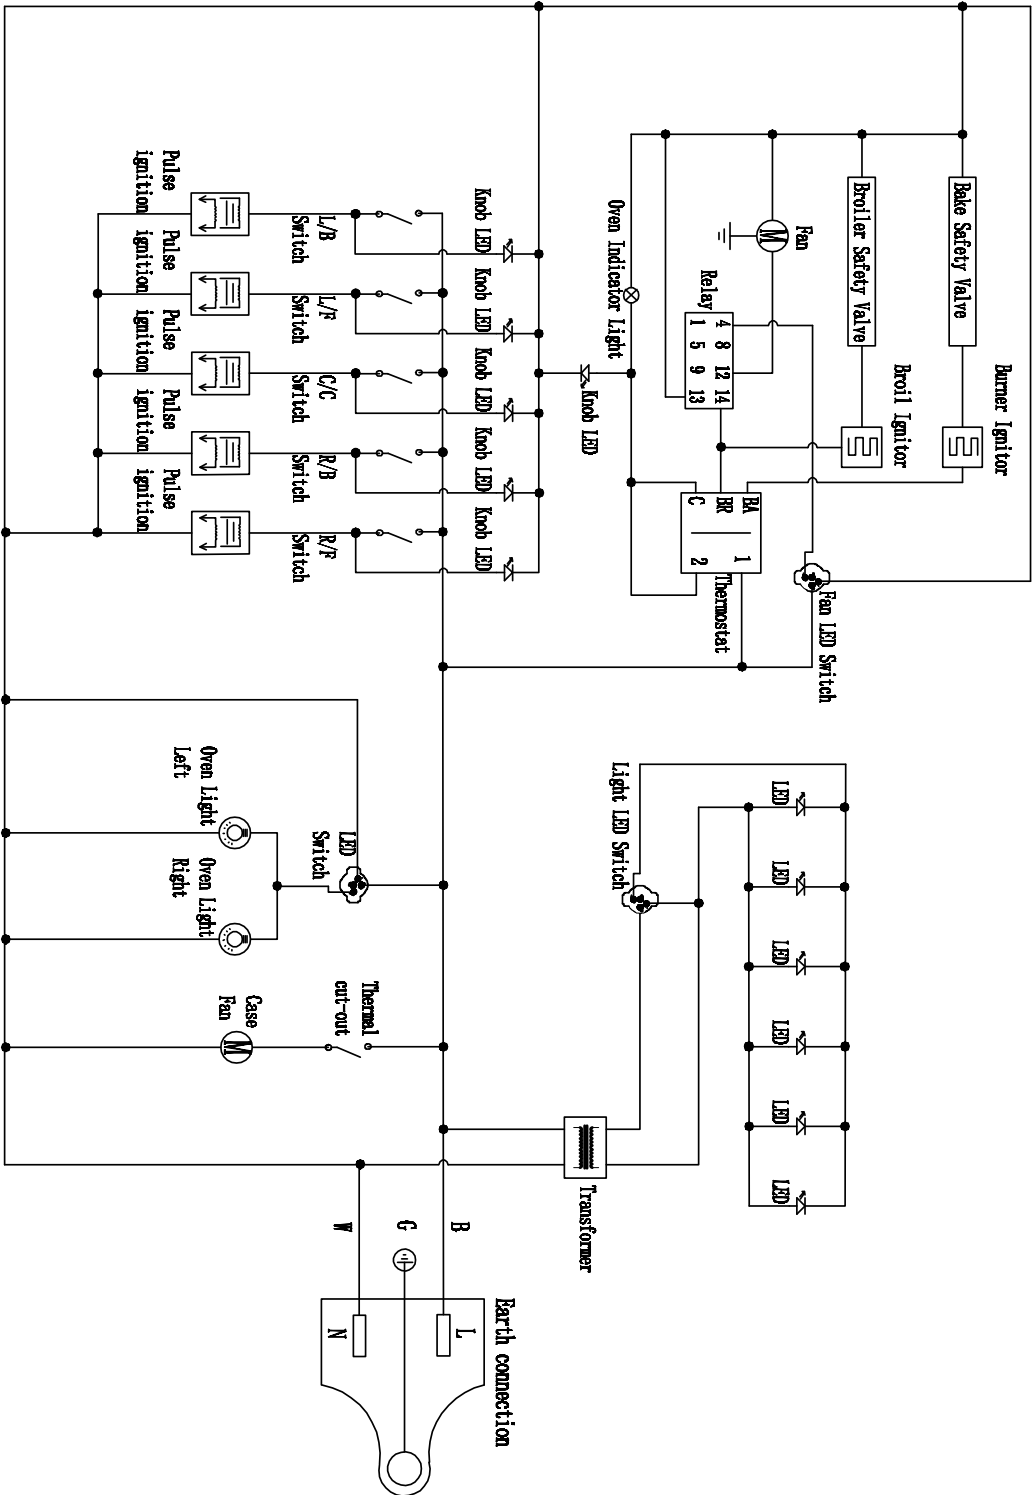 Burner Ignitor
Bake Safety Valve
Broil Ignitor
Broiler Safety Valve
Fan LED Switch
Fan
LED
LED
LED
LED
LED
LED
Relay
4 8 12 14
1 5 9 13
BA 1
BR
C 2
Thermostat
Oven Indicator Light
Light LED Switch
Knob LED
Transformer
Earth connection
Knob LED
Knob LED
Knob LED
Knob LED
Knob LED
B
L
G
W
N
L/B
Switch
L/F
Switch
C/C
Switch
R/B
Switch
R/F
Switch
LED
Switch
Thermal
cut-out
Case
Fan
Oven Light
Left
Oven Light
Right
Pulse
ignition
Pulse
ignition
Pulse
ignition
Pulse
ignition
Pulse
ignition
M
M